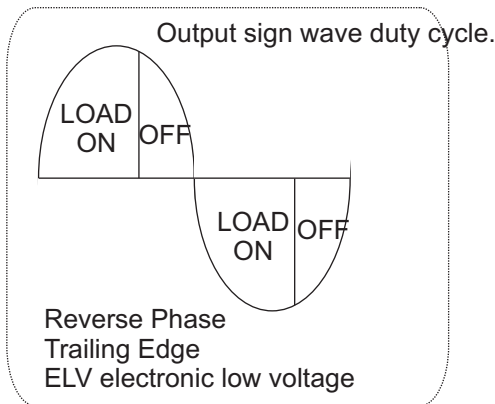 Output sign wave duty cycle.
LOAD
ON
OFF
LOAD
ON
OFF
Reverse Phase
Trailing Edge
ELV electronic low voltage